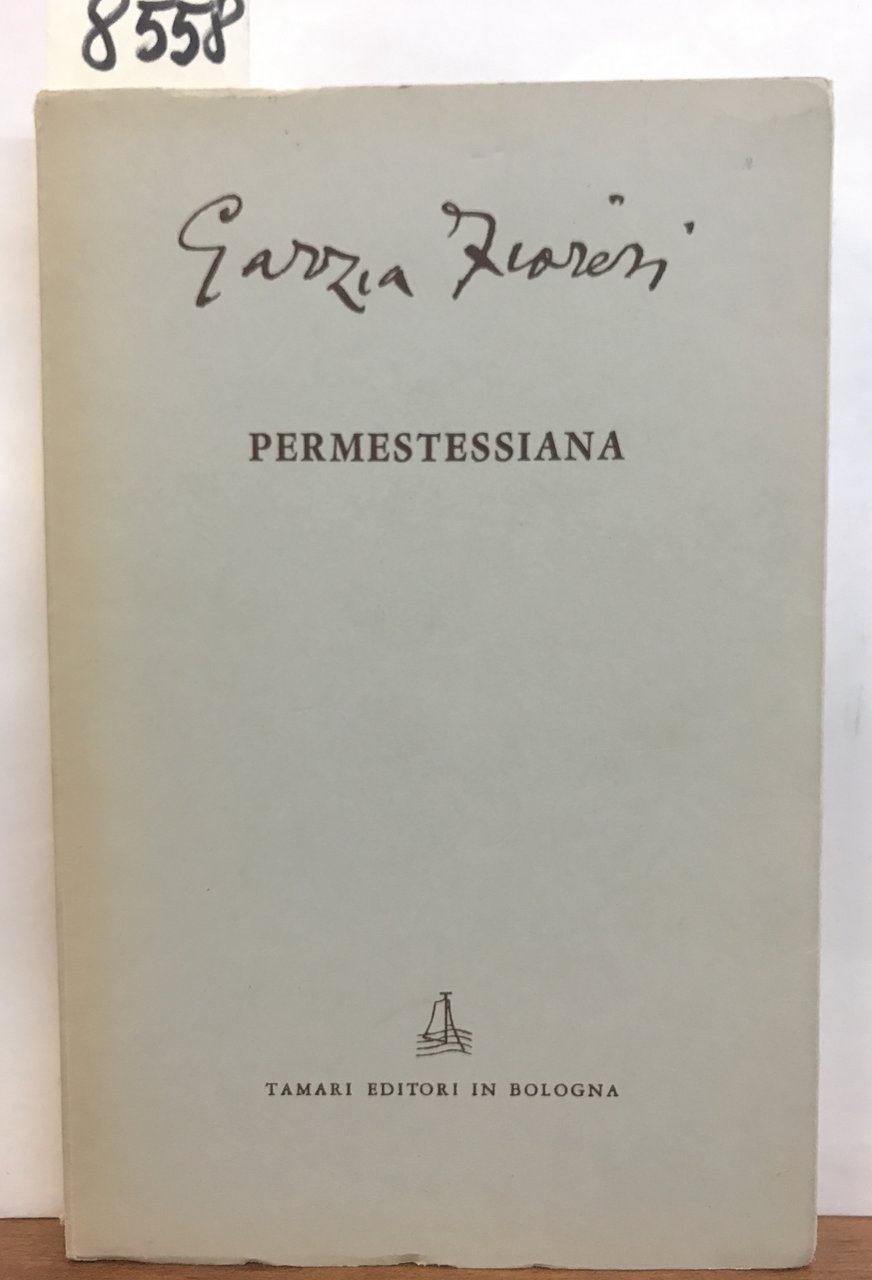 8558
Garzia Fioresi
PERMESTESSIANA
TAMARI EDITORI IN BOLOGNA